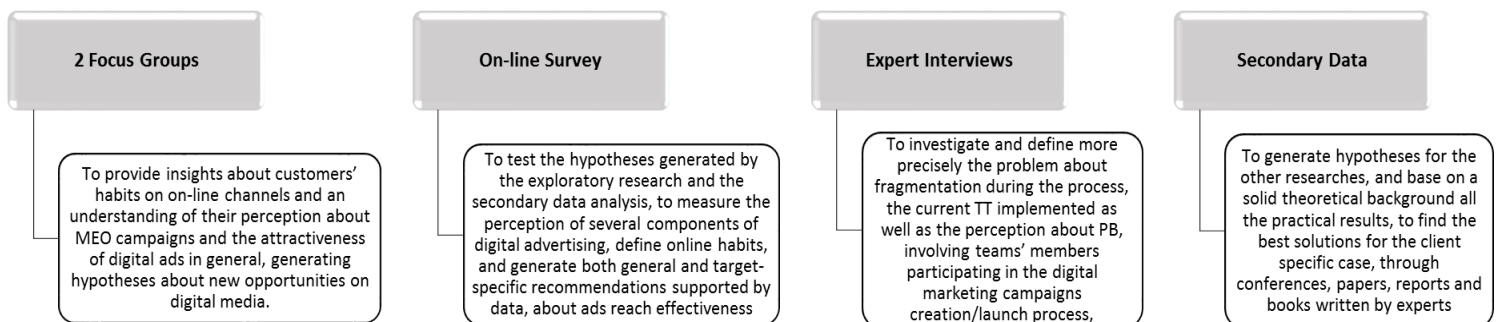 2 Focus Groups
To provide insights about customers’
habits on on-line channels and an
understanding of their perception about
MEO campaigns and the attractiveness
of digital ads in general, generating
hypotheses about new opportunities on
digital media.
On-line Survey
To test the hypotheses generated by
the exploratory research and the
secondary data analysis, to measure the
perception of several components of
digital advertising, define online habits,
and generate both general and target-
specific recommendations supported by
data, about ads reach effectiveness
Expert Interviews
To investigate and define more
precisely the problem about
fragmentation during the process,
the current TT implemented as
well as the perception about PB,
involving teams’ members
participating in the digital
marketing campaigns
creation/launch process,
Secondary Data
To generate hypotheses for the
other researches, and base on a
solid theoretical background all
the practical results, to find the
best solutions for the client
specific case, through
conferences, papers, reports and
books written by experts